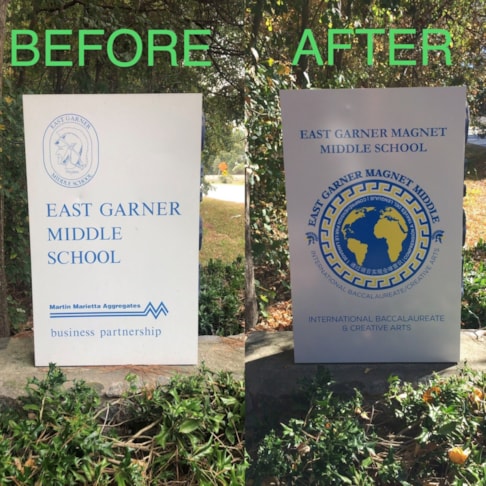 BEFORE
EAST GARNER
MIDDLE SCHOOL
EAST GARNER
MIDDLE
SCHOOL
Martin Marietta Aggregates
business partnership
AFTER
EAST GARNER MAGNET
MIDDLE SCHOOL
EAST GARNER MAGNET MIDDLE
INTERNATIONAL BACCALAUREATE/CREATIVE ARTS
INTERNATIONAL BACCALAUREATE
& CREATIVE ARTS